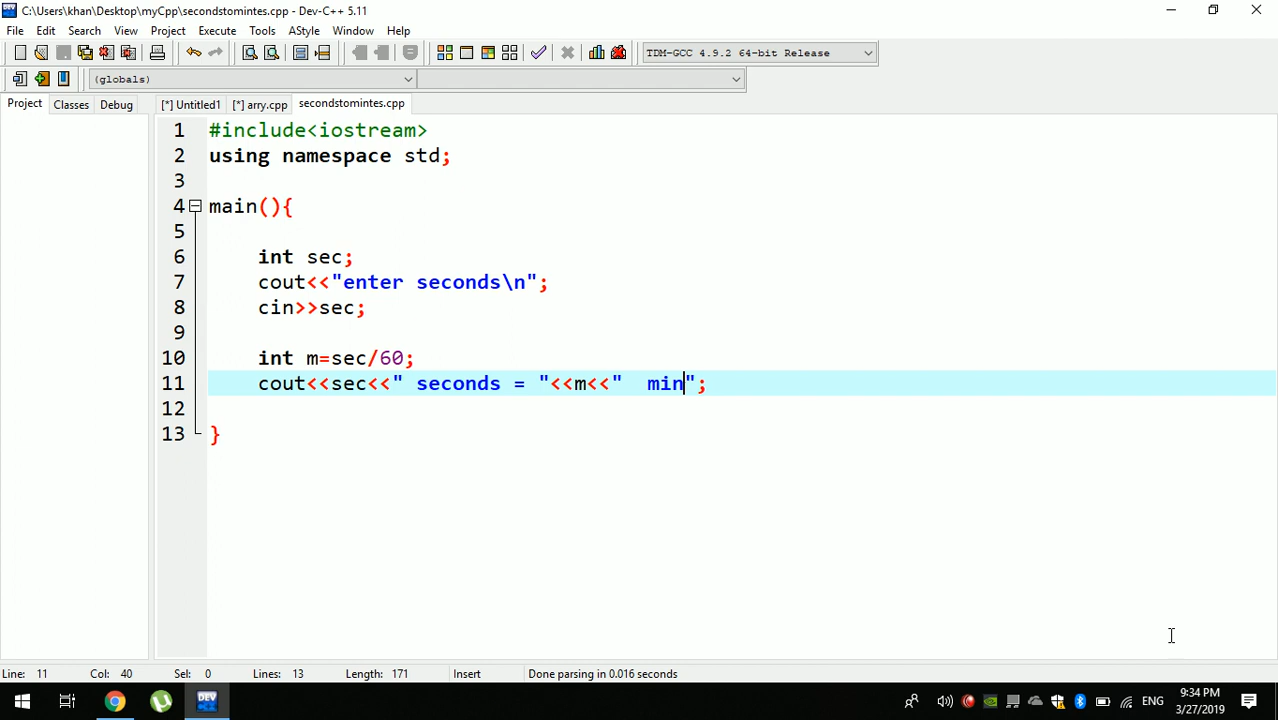 C:\Users\khan\Desktop\myCpp\secondstomintes.cpp - Dev-C++ 5.11
File Edit Search View Project Execute Tools AStyle Window Help
TDM-GCC 4.9.2 64-bit Release
(globals)
Project Classes Debug [*] Untitled1 [*] arry.cpp secondstomintes.cpp
1 #include<iostream>
2 using namespace std;
3
4 main(){
5
6 int sec;
7 cout<<"enter seconds\n";
8 cin>>sec;
9
10 int m=sec/60;
11 cout<<sec<<" seconds = "<<m<<"  min";
12
13 }
Line: 11 Col: 40 Sel: 0 Lines: 13 Length: 171 Insert Done parsing in 0.016 seconds
ENG
9:34 PM
3/27/2019